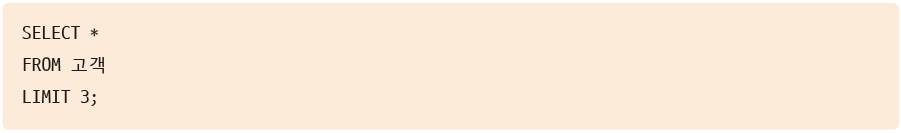 SELECT *
FROM 고객
LIMIT 3;